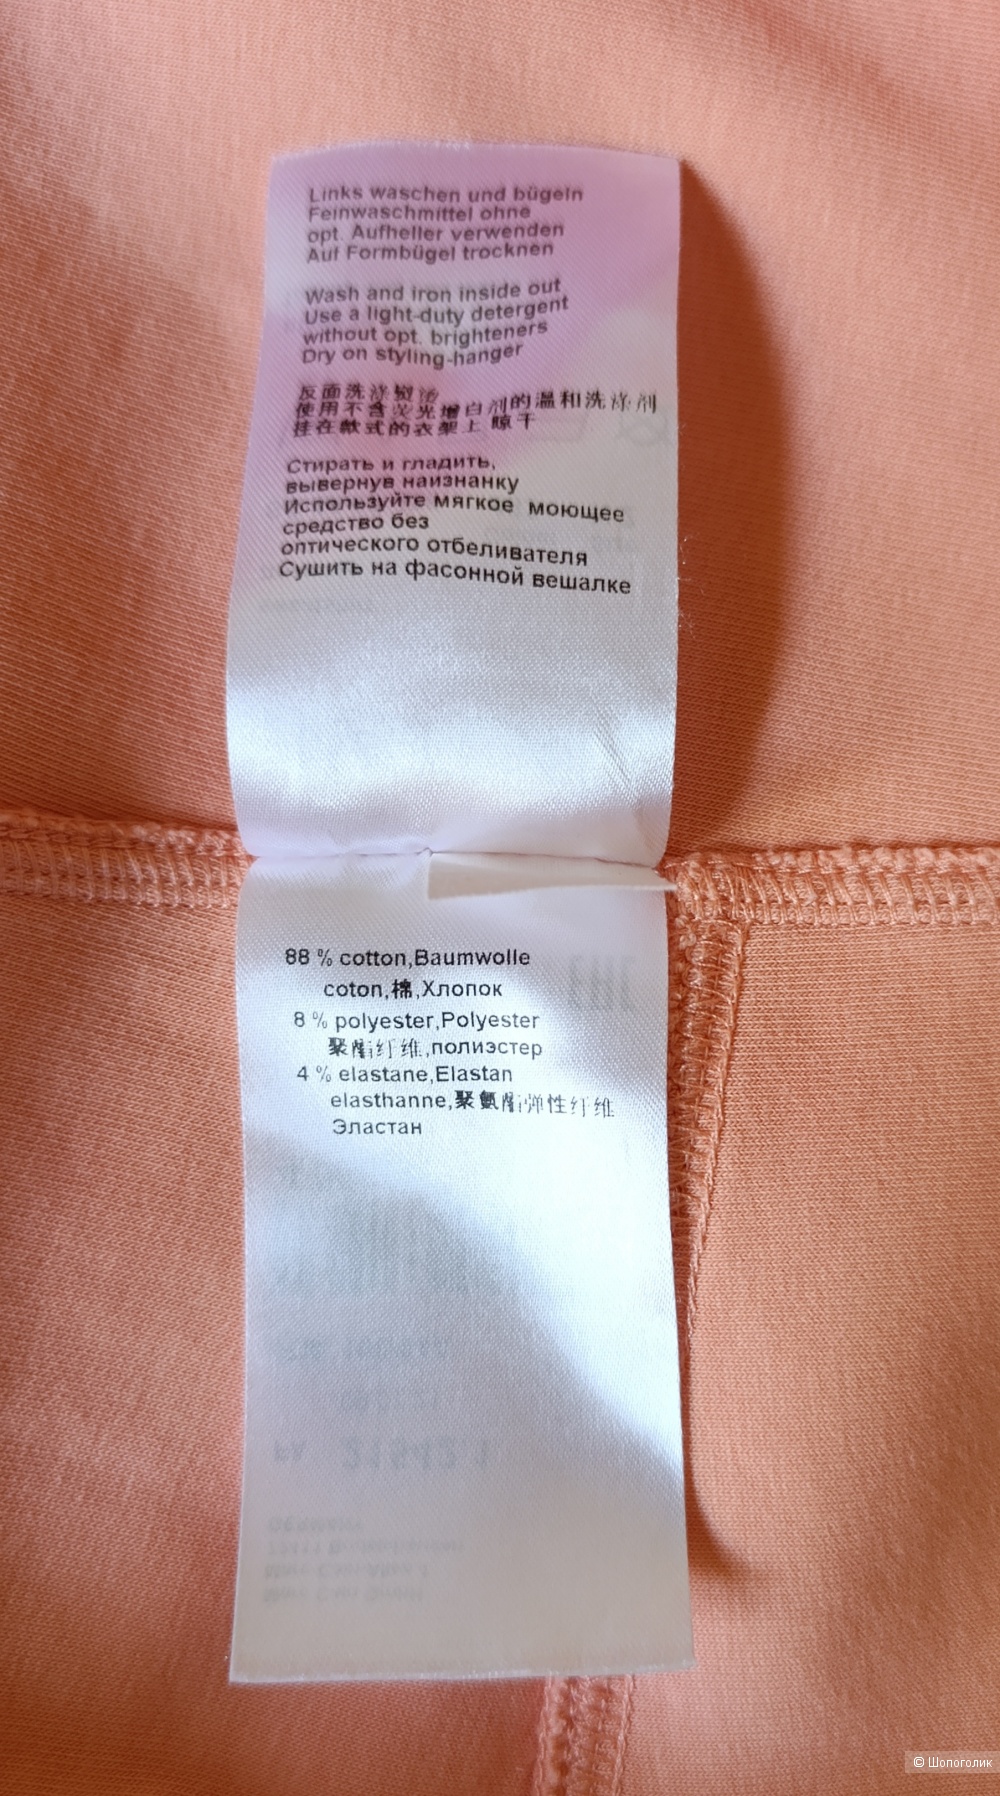 Links waschen und bügeln
Feinwaschmittel ohne
opt. Aufheller verwenden
Auf Formbügel trocknen
Wash and iron inside out
Use a light-duty detergent
without opt. brighteners
Dry on styling-hanger
反面洗涤熨烫
使用不含荧光增白剂的温和洗涤剂
挂在款式的衣架上晾干
Стирать и гладить,
вывернув наизнанку
Используйте мягкое моющее
средство без
оптического отбеливателя
Сушить на фасонной вешалке
88 % cotton,Baumwolle
coton,棉,Хлопок
8 % polyester,Polyester
聚酯纤维,полиэстер
4 % elastane,Elastan
elasthanne,聚氨酯弹性纤维
Эластан
© Шопоголик